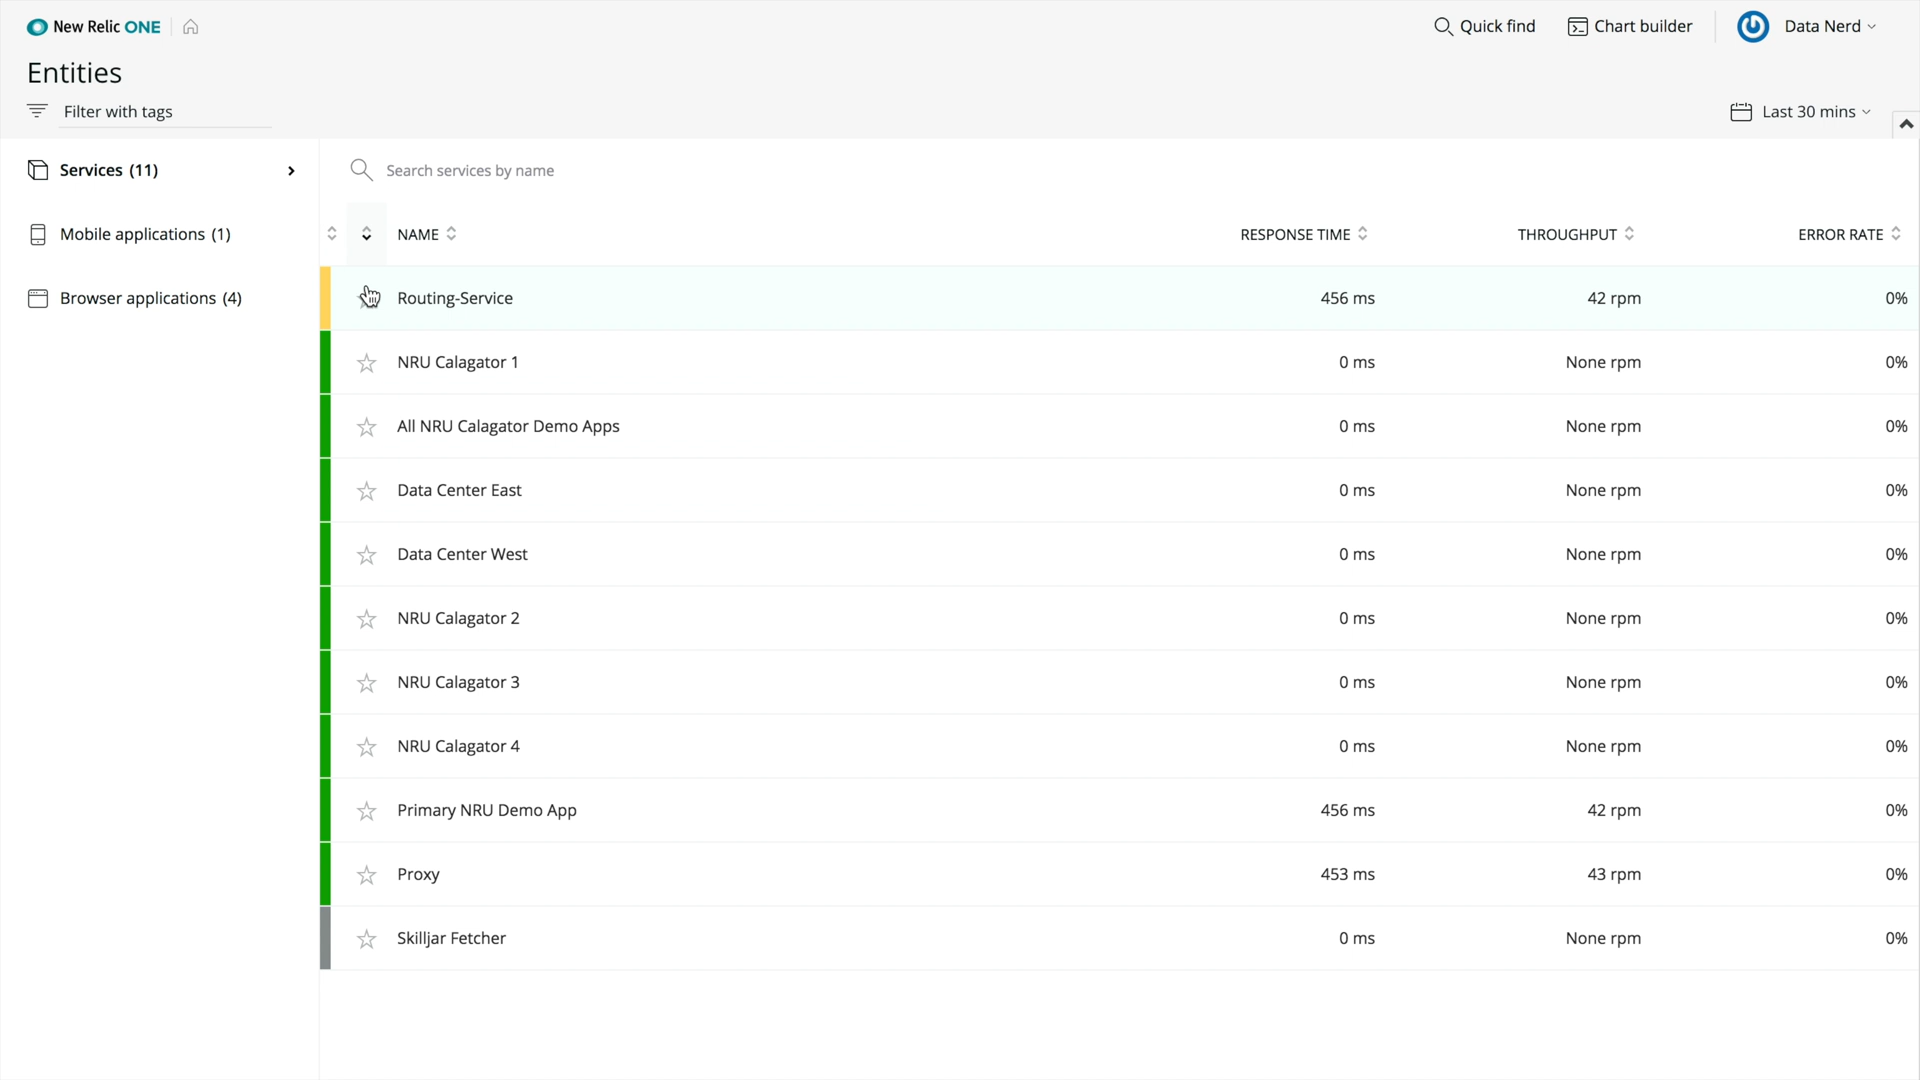 New Relic ONE
Quick find
Chart builder
Data Nerd
Entities
Filter with tags
Last 30 mins
Services (11)
Search services by name
Mobile applications (1)
NAME
RESPONSE TIME
THROUGHPUT
ERROR RATE
Browser applications (4)
Routing-Service 456 ms 42 rpm 0%
NRU Calagator 1 0 ms None rpm 0%
All NRU Calagator Demo Apps 0 ms None rpm 0%
Data Center East 0 ms None rpm 0%
Data Center West 0 ms None rpm 0%
NRU Calagator 2 0 ms None rpm 0%
NRU Calagator 3 0 ms None rpm 0%
NRU Calagator 4 0 ms None rpm 0%
Primary NRU Demo App 456 ms 42 rpm 0%
Proxy 453 ms 43 rpm 0%
Skilljar Fetcher 0 ms None rpm 0%